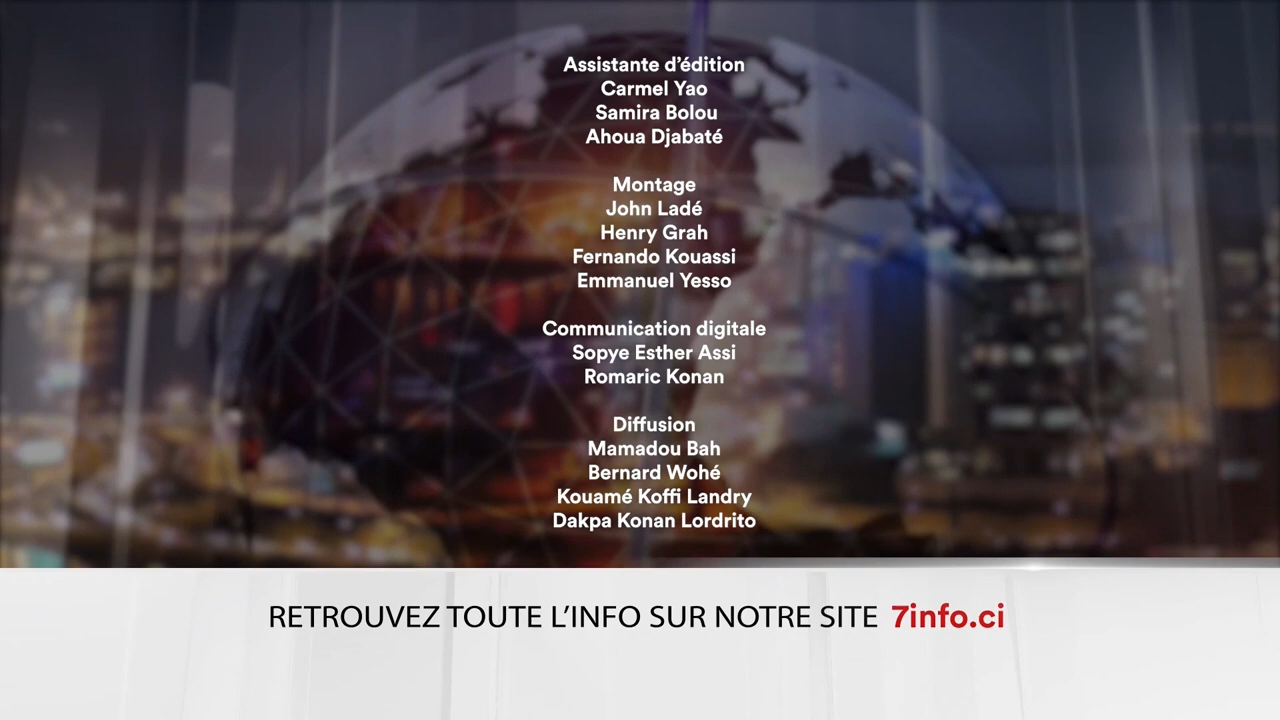 Assistante d’édition
Carmel Yao
Samira Bolou
Ahoua Djabaté
Montage
John Ladé
Henry Grah
Fernando Kouassi
Emmanuel Yesso
Communication digitale
Sopye Esther Assi
Romaric Konan
Diffusion
Mamadou Bah
Bernard Wohé
Kouamé Koffi Landry
Dakpa Konan Lordrito
RETROUVEZ TOUTE L’INFO SUR NOTRE SITE 7info.ci